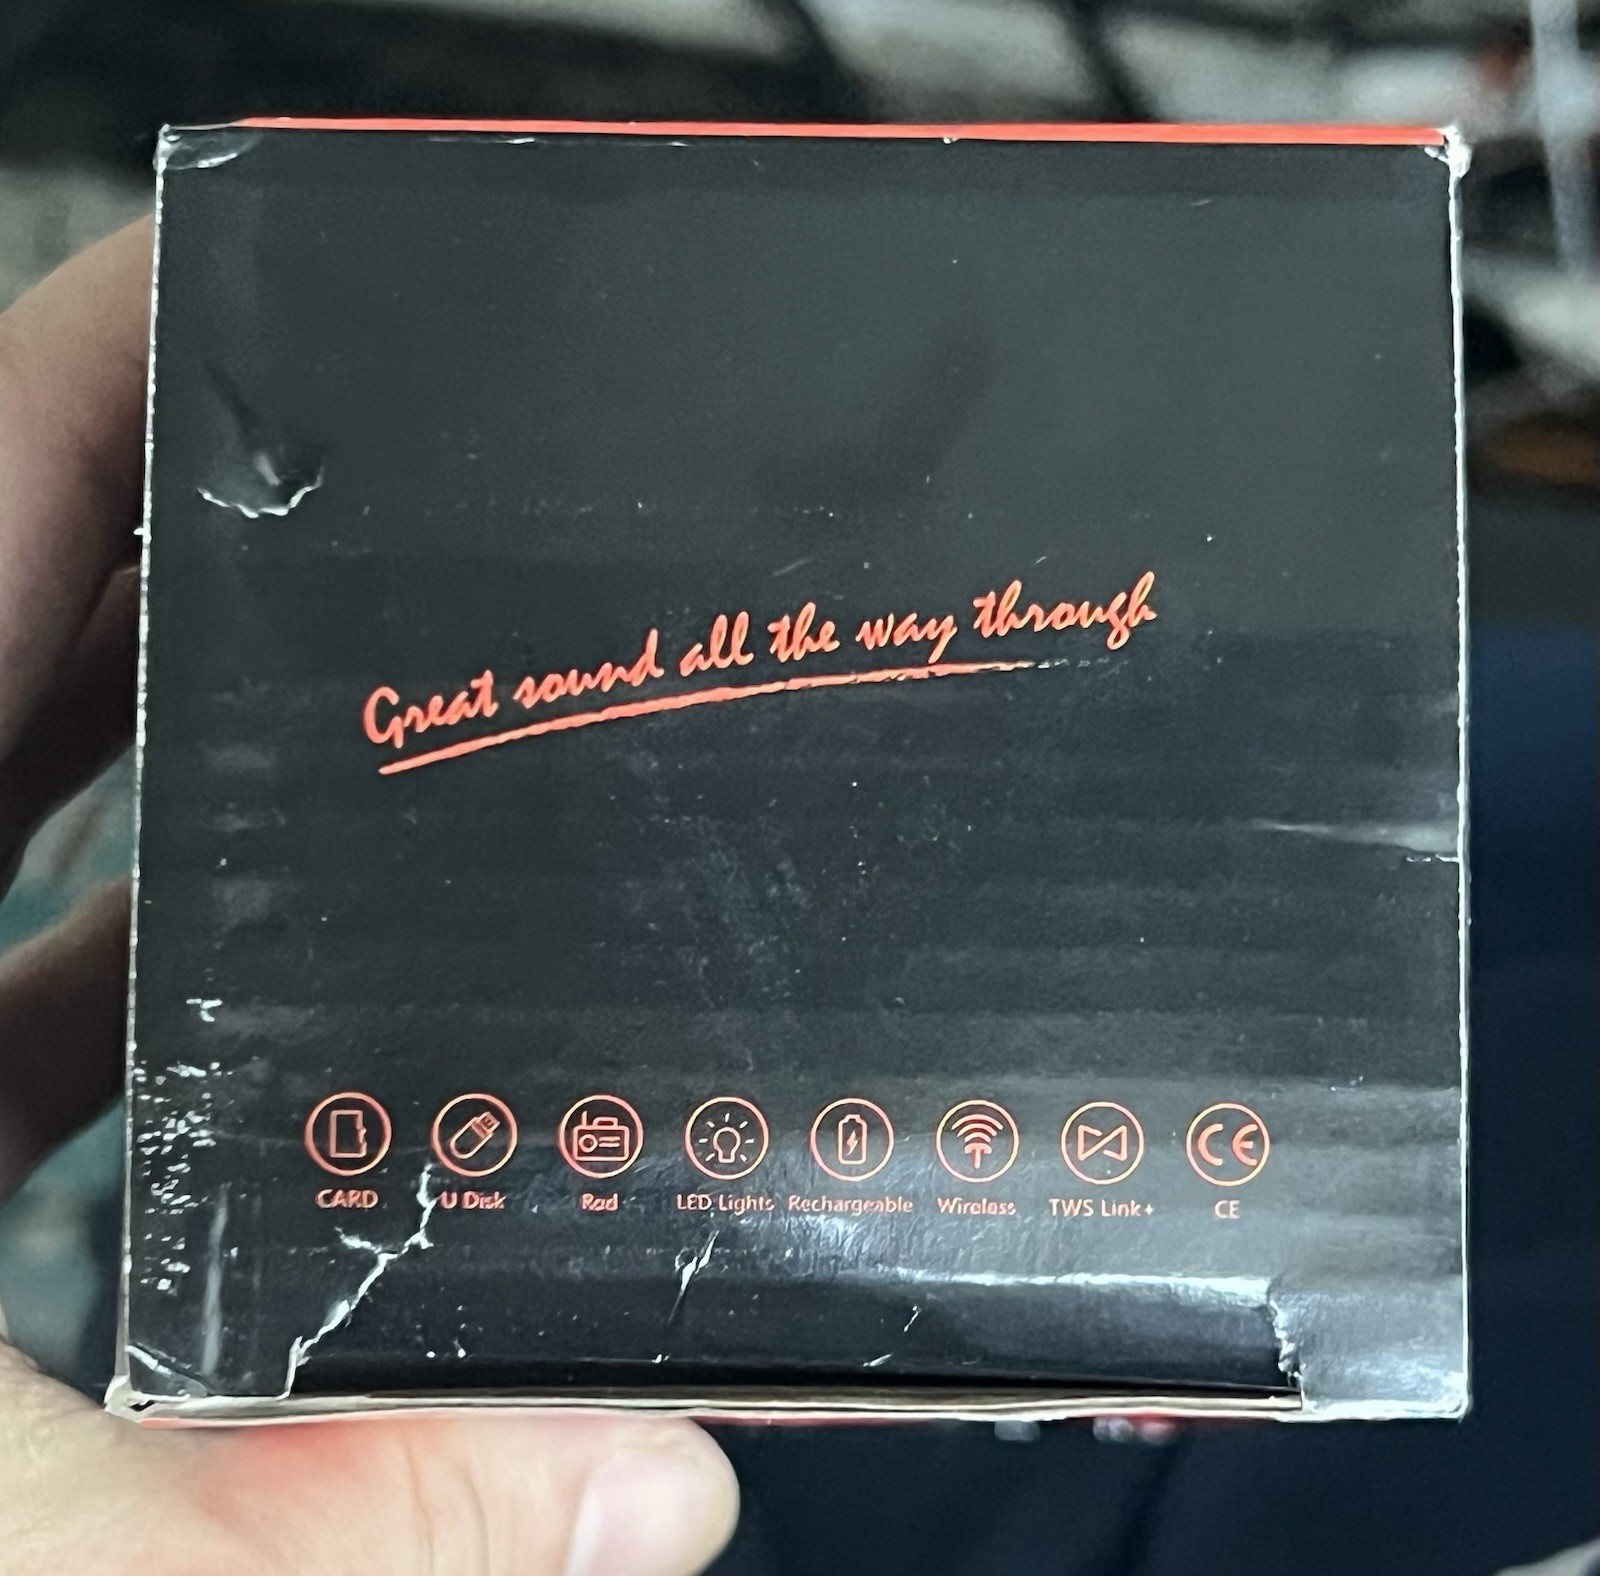 Great sound all the way through
CARD U Disk Rad LED Lights Rechargeable Wireless TWS Link+ CE